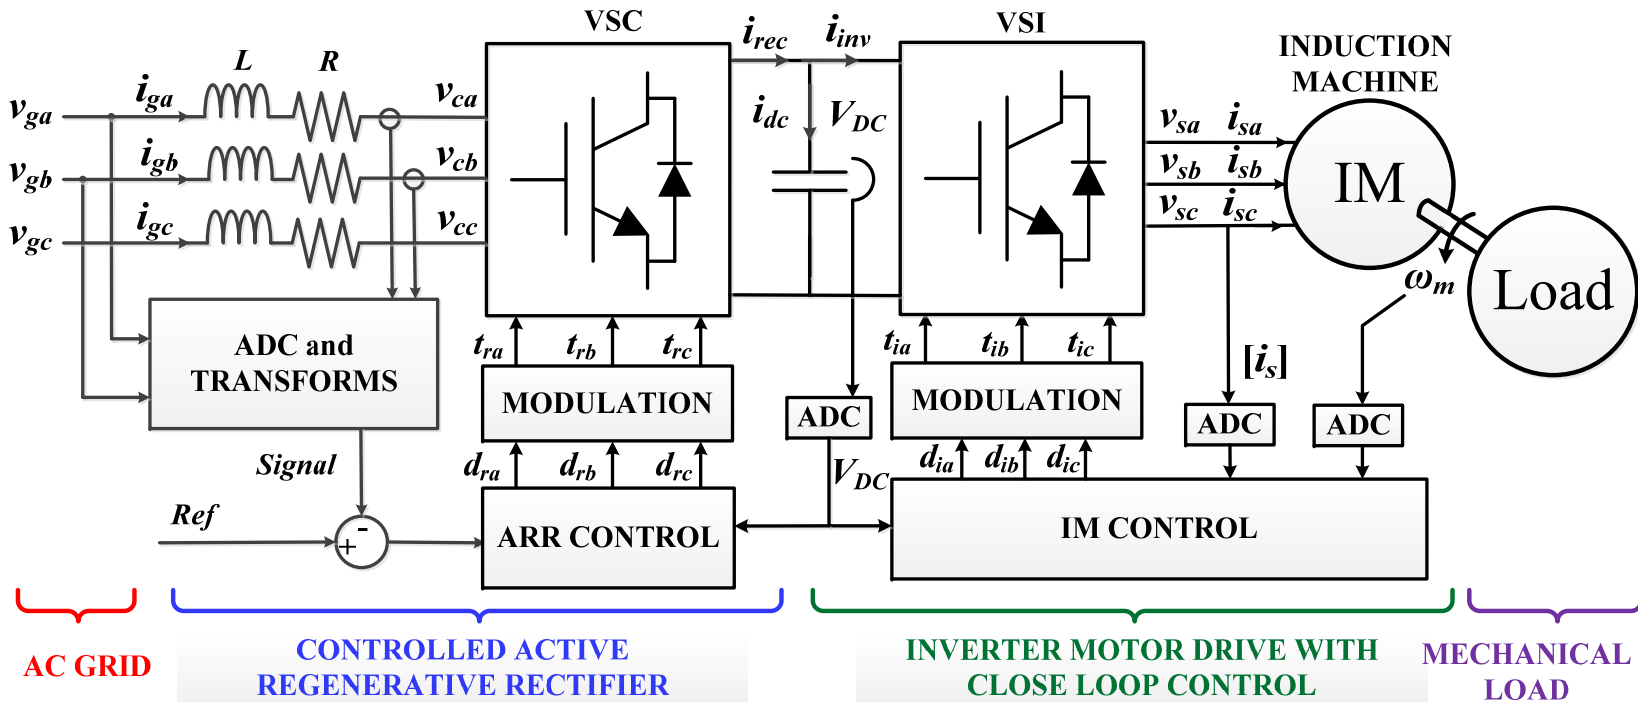 VSC
VSI
INDUCTION
MACHINE
i_rec
i_inv
L
R
v_ga
i_ga
v_ca
i_dc
V_DC
v_sa
i_sa
v_gb
i_gb
v_cb
v_sb
i_sb
IM
v_gc
i_gc
v_cc
v_sc
i_sc
ω_m
Load
ADC and
TRANSFORMS
t_ra
t_rb
t_rc
t_ia
t_ib
t_ic
[i_s]
MODULATION
ADC
MODULATION
ADC
ADC
Signal
d_ra
d_rb
d_rc
V_DC
d_ia
d_ib
d_ic
Ref
-
+
ARR CONTROL
IM CONTROL
AC GRID
CONTROLLED ACTIVE
REGENERATIVE RECTIFIER
INVERTER MOTOR DRIVE WITH
CLOSE LOOP CONTROL
MECHANICAL
LOAD